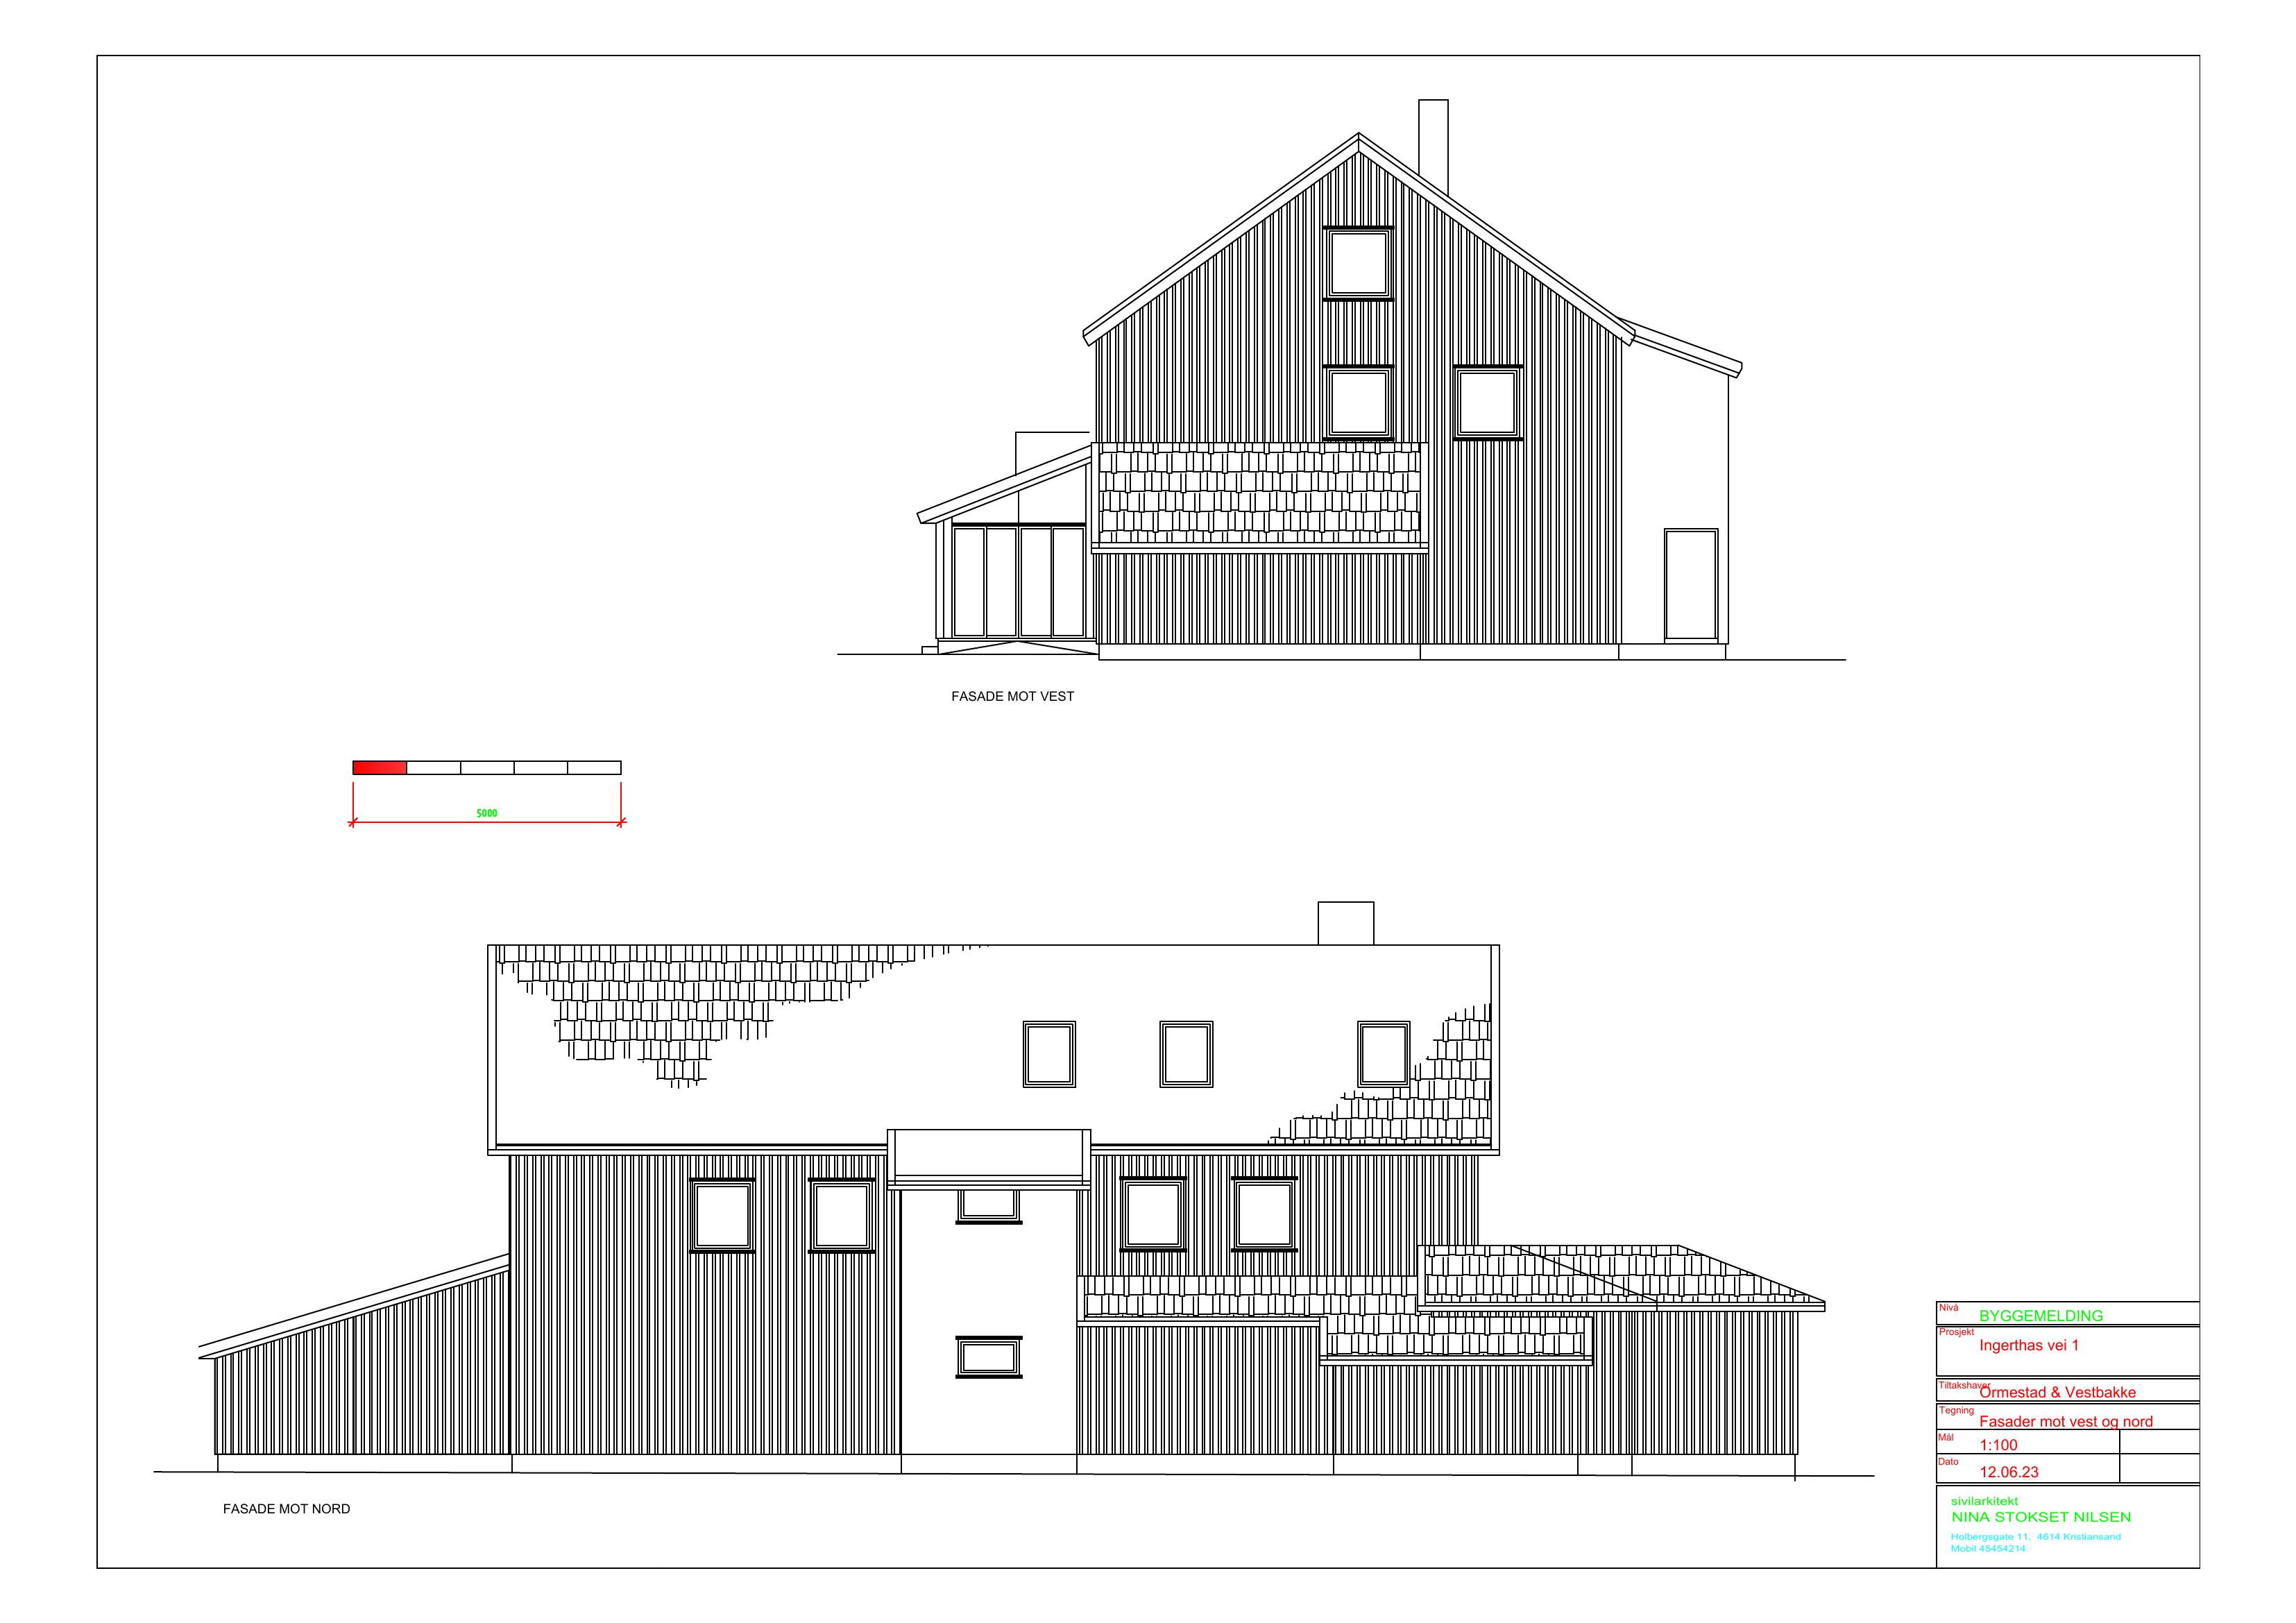 FASADE MOT VEST
5000
FASADE MOT NORD
Nivå
BYGGEMELDING
Prosjekt
Ingerthas vei 1
Tiltakshaver
Ormestad & Vestbakke
Tegning
Fasader mot vest og nord
Mål
1:100
Dato
12.06.23
sivilarkitekt
NINA STOKSET NILSEN
Holbergsgate 11, 4614 Kristiansand
Mobil 45454214